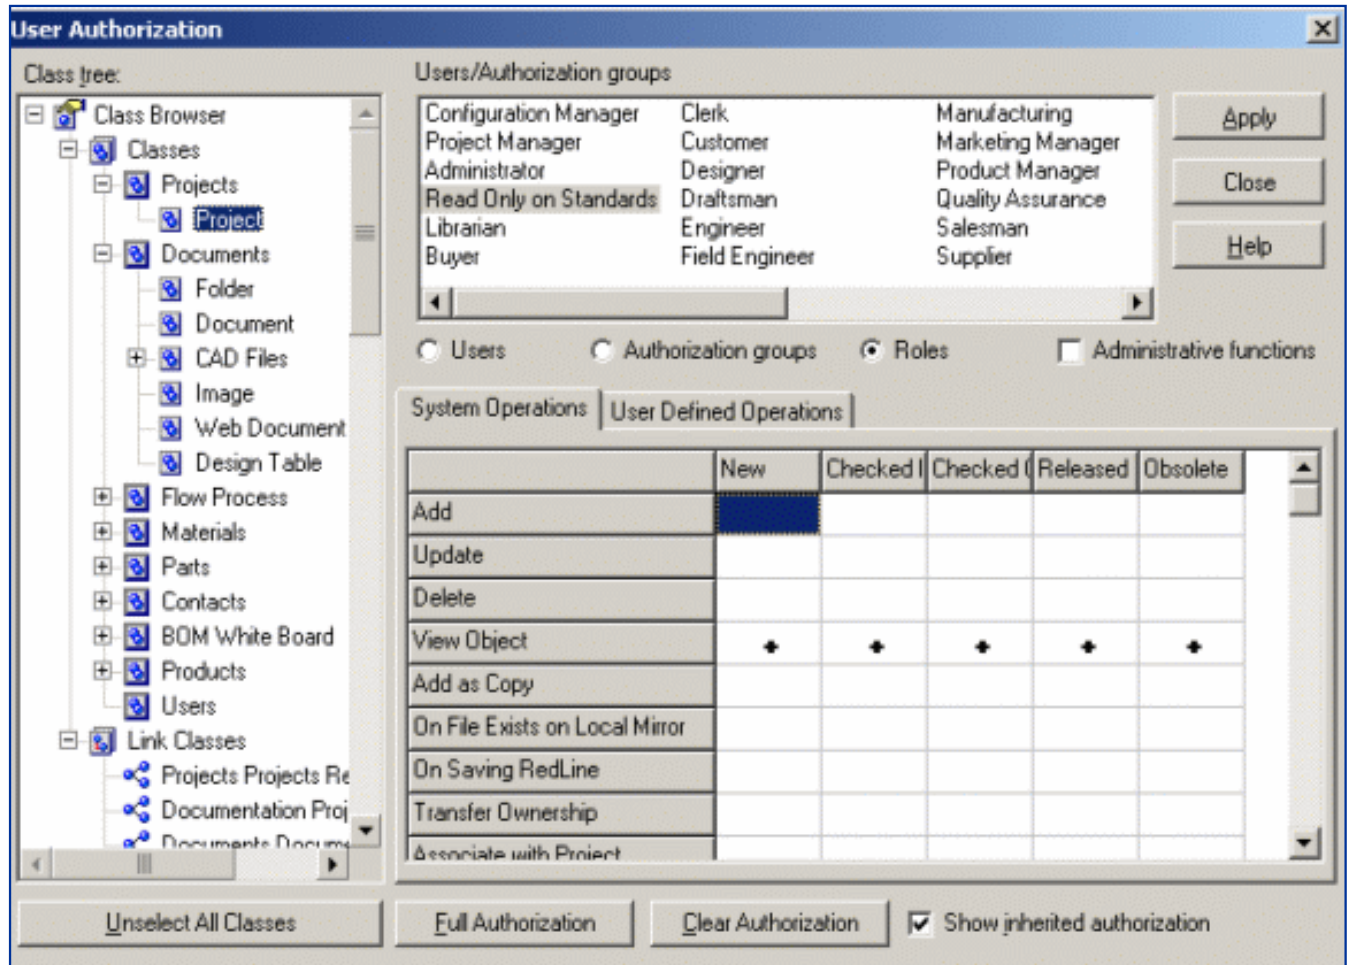 User Authorization
Class tree:
Class Browser
Classes
Projects
Project
Documents
Folder
Document
CAD Files
Image
Web Document
Design Table
Flow Process
Materials
Parts
Contacts
BOM White Board
Products
Users
Link Classes
Projects Projects Re
Documentation Proj
Documents Docume
Unselect All Classes
Users/Authorization groups
Configuration Manager Clerk Manufacturing
Project Manager Customer Marketing Manager
Administrator Designer Product Manager
Read Only on Standards Draftsman Quality Assurance
Librarian Engineer Salesman
Buyer Field Engineer Supplier
Apply
Close
Help
Users Authorization groups Roles Administrative functions
System Operations User Defined Operations
New Checked I Checked ( Released Obsolete
Add
Update
Delete
View Object
Add as Copy
On File Exists on Local Mirror
On Saving RedLine
Transfer Ownership
Associate with Project
Full Authorization Clear Authorization Show inherited authorization